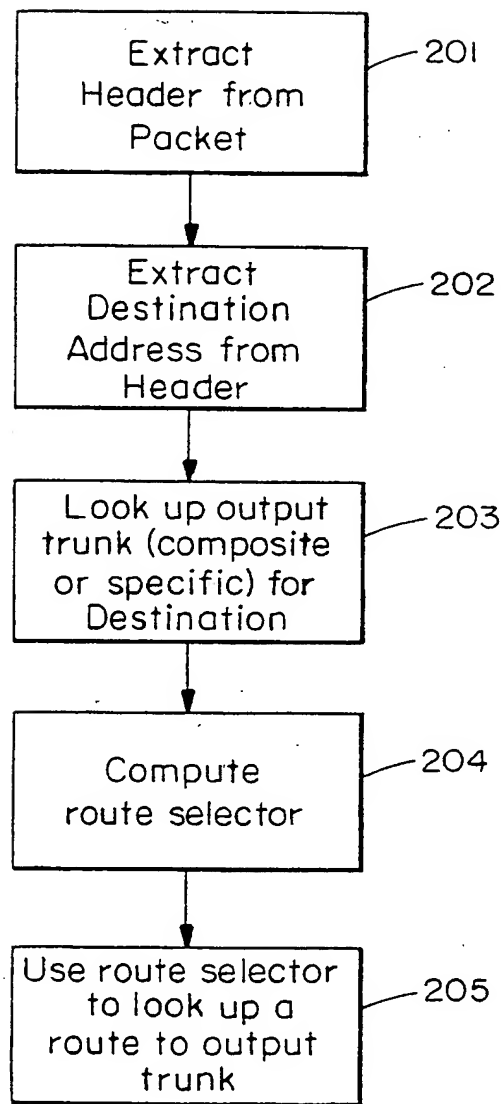 Extract
Header from
Packet
201
Extract
Destination
Address from
Header
202
Look up output
trunk (composite
or specific) for
Destination
203
Compute
route selector
204
Use route selector
to look up a
route to output
trunk
205